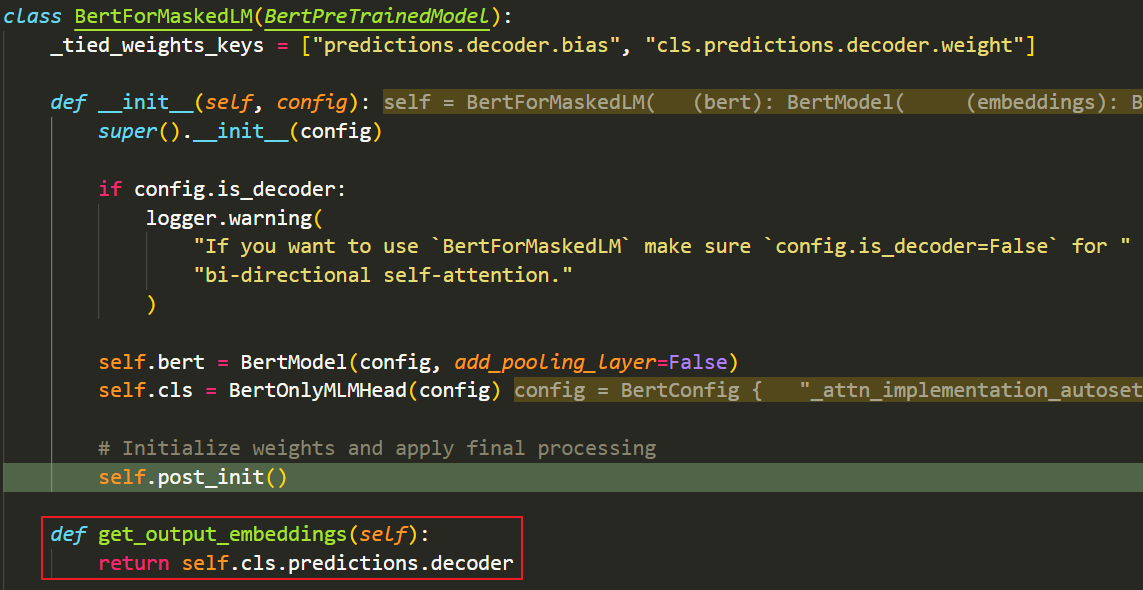 class BertForMaskedLM(BertPreTrainedModel):
    _tied_weights_keys = ["predictions.decoder.bias", "cls.predictions.decoder.weight"]
    def __init__(self, config): self = BertForMaskedLM(   (bert): BertModel(     (embeddings): B
        super().__init__(config)
        if config.is_decoder:
            logger.warning(
                "If you want to use `BertForMaskedLM` make sure `config.is_decoder=False` for "
                "bi-directional self-attention."
            )
        self.bert = BertModel(config, add_pooling_layer=False)
        self.cls = BertOnlyMLMHead(config) config = BertConfig {   "_attn_implementation_autoset
        # Initialize weights and apply final processing
        self.post_init()
    def get_output_embeddings(self):
        return self.cls.predictions.decoder